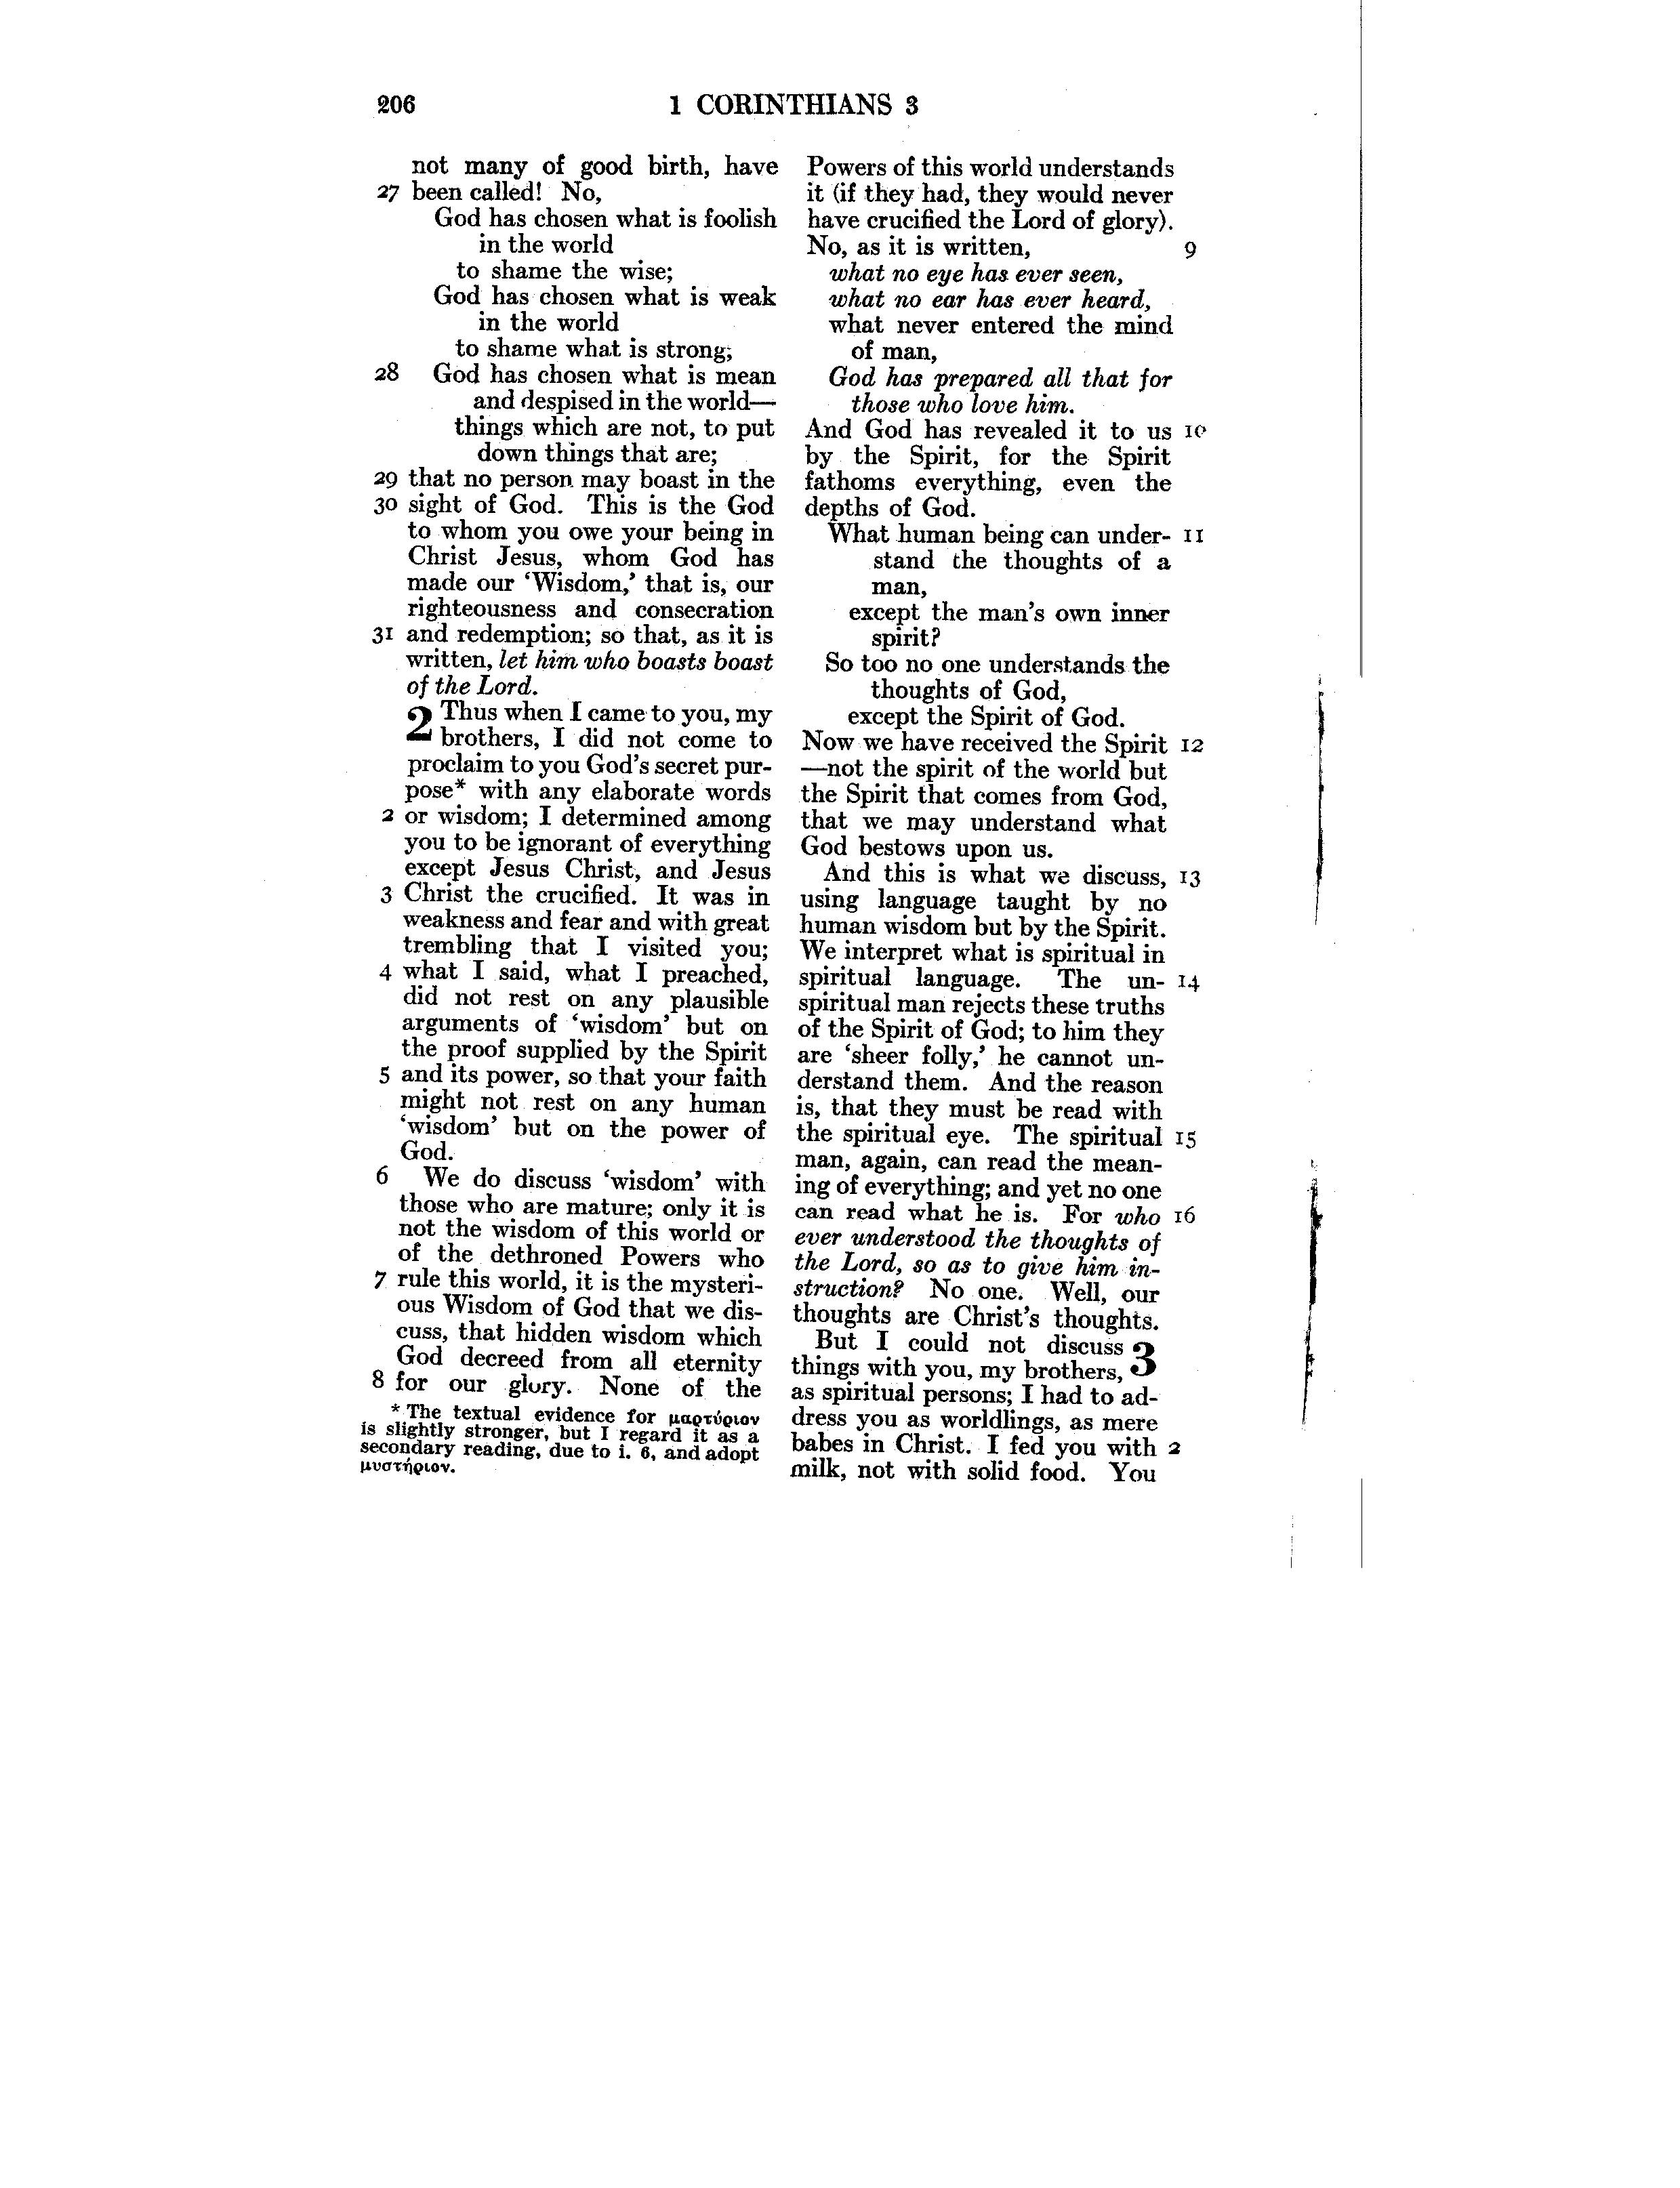 206 1 CORINTHIANS 3
not many of good birth, have
27 been called! No,
God has chosen what is foolish
in the world
to shame the wise;
God has chosen what is weak
in the world
to shame what is strong;
28 God has chosen what is mean
and despised in the world—
things which are not, to put
down things that are;
29 that no person may boast in the
30 sight of God. This is the God
to whom you owe your being in
Christ Jesus, whom God has
made our ‘Wisdom,’ that is, our
righteousness and consecration
31 and redemption; so that, as it is
written, let him who boasts boast
of the Lord.
2 Thus when I came to you, my
brothers, I did not come to
proclaim to you God’s secret pur-
pose* with any elaborate words
2 or wisdom; I determined among
you to be ignorant of everything
except Jesus Christ, and Jesus
3 Christ the crucified. It was in
weakness and fear and with great
trembling that I visited you;
4 what I said, what I preached,
did not rest on any plausible
arguments of ‘wisdom’ but on
the proof supplied by the Spirit
5 and its power, so that your faith
might not rest on any human
‘wisdom’ but on the power of
God.
6 We do discuss ‘wisdom’ with
those who are mature; only it is
not the wisdom of this world or
of the dethroned Powers who
7 rule this world, it is the mysteri-
ous Wisdom of God that we dis-
cuss, that hidden wisdom which
God decreed from all eternity
8 for our glory. None of the
* The textual evidence for μαρτύριον
is slightly stronger, but I regard it as a
secondary reading, due to i. 6, and adopt
μυστήριον.
Powers of this world understands
it (if they had, they would never
have crucified the Lord of glory).
No, as it is written, 9
what no eye has ever seen,
what no ear has ever heard,
what never entered the mind
of man,
God has prepared all that for
those who love him.
And God has revealed it to us 10
by the Spirit, for the Spirit
fathoms everything, even the
depths of God.
What human being can under- 11
stand the thoughts of a
man,
except the man’s own inner
spirit?
So too no one understands the
thoughts of God,
except the Spirit of God.
Now we have received the Spirit 12
—not the spirit of the world but
the Spirit that comes from God,
that we may understand what
God bestows upon us.
And this is what we discuss, 13
using language taught by no
human wisdom but by the Spirit.
We interpret what is spiritual in
spiritual language. The un- 14
spiritual man rejects these truths
of the Spirit of God; to him they
are ‘sheer folly,’ he cannot un-
derstand them. And the reason
is, that they must be read with
the spiritual eye. The spiritual 15
man, again, can read the mean-
ing of everything; and yet no one
can read what he is. For who 16
ever understood the thoughts of
the Lord, so as to give him in-
struction? No one. Well, our
thoughts are Christ’s thoughts.
But I could not discuss 3
things with you, my brothers,
as spiritual persons; I had to ad-
dress you as worldlings, as mere
babes in Christ. I fed you with 2
milk, not with solid food. You